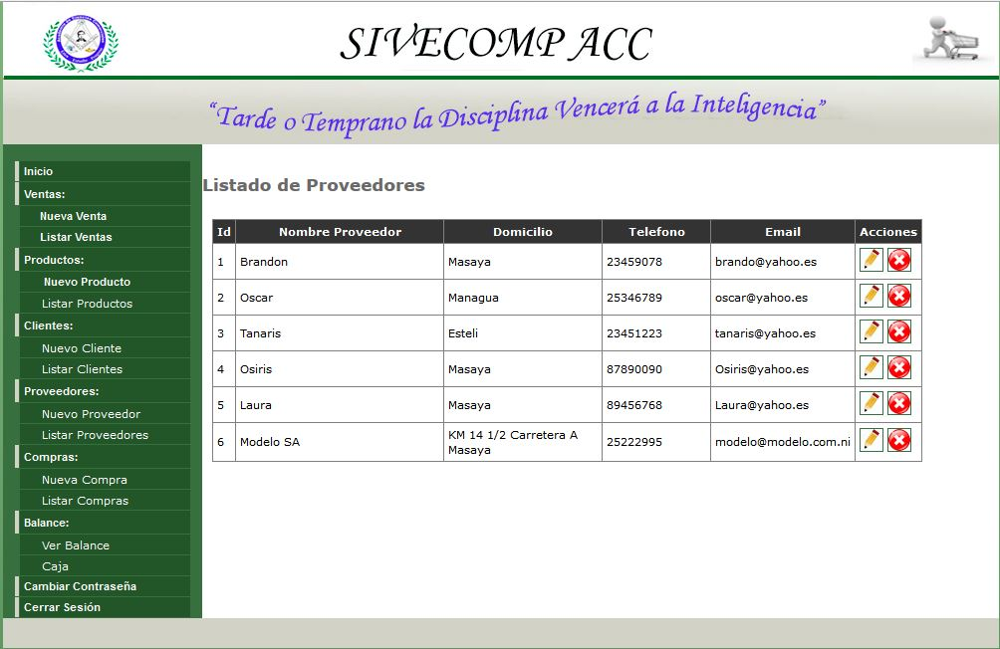 SIVECOMP ACC
“Tarde o Temprano la Disciplina Vencerá a la Inteligencia”
Inicio
Ventas:
Nueva Venta
Listar Ventas
Productos:
Nuevo Producto
Listar Productos
Clientes:
Nuevo Cliente
Listar Clientes
Proveedores:
Nuevo Proveedor
Listar Proveedores
Compras:
Nueva Compra
Listar Compras
Balance:
Ver Balance
Caja
Cambiar Contraseña
Cerrar Sesión
Listado de Proveedores
Id Nombre Proveedor Domicilio Telefono Email Acciones
1 Brandon Masaya 23459078 brando@yahoo.es
2 Oscar Managua 25346789 oscar@yahoo.es
3 Tanaris Esteli 23451223 tanaris@yahoo.es
4 Osiris Masaya 87890090 Osiris@yahoo.es
5 Laura Masaya 89456768 Laura@yahoo.es
6 Modelo SA KM 14 1/2 Carretera A 25222995 modelo@modelo.com.ni
Masaya